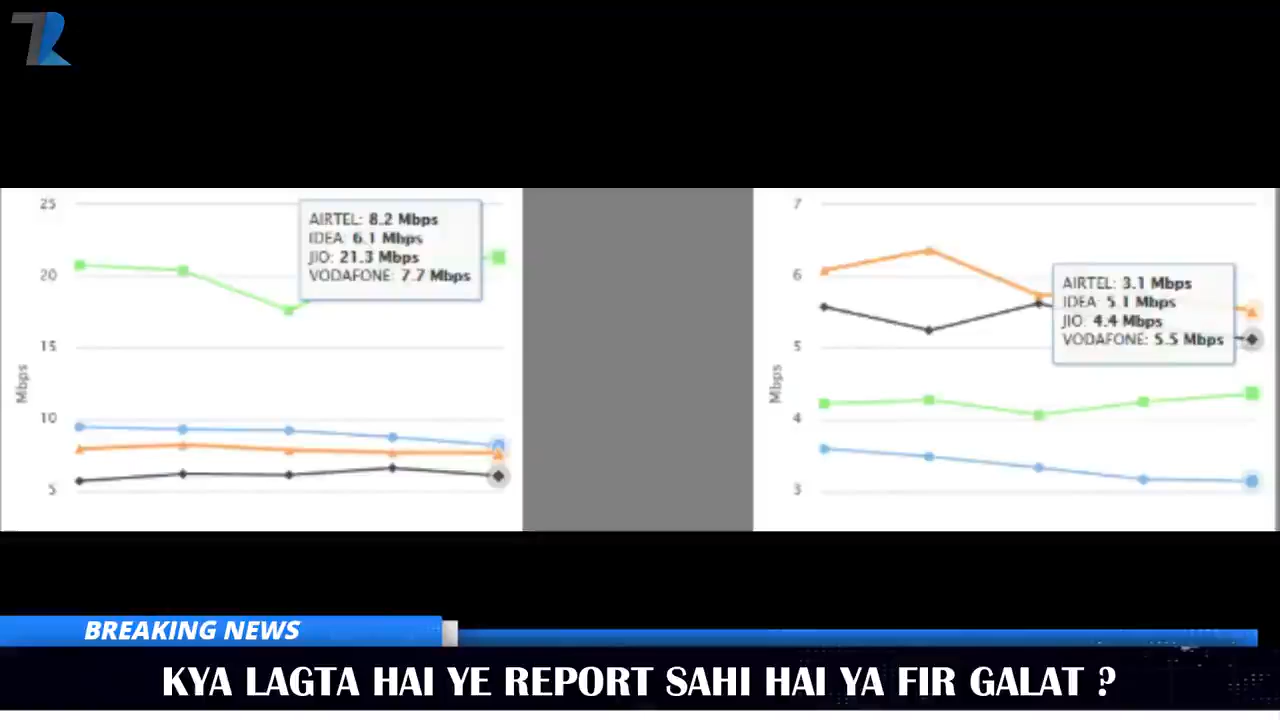 25
20
15
10
5
Mbps
AIRTEL: 8.2 Mbps
IDEA: 6.1 Mbps
JIO: 21.3 Mbps
VODAFONE: 7.7 Mbps
7
6
5
4
3
Mbps
AIRTEL: 3.1 Mbps
IDEA: 5.1 Mbps
JIO: 4.4 Mbps
VODAFONE: 5.5 Mbps
BREAKING NEWS
KYA LAGTA HAI YE REPORT SAHI HAI YA FIR GALAT ?